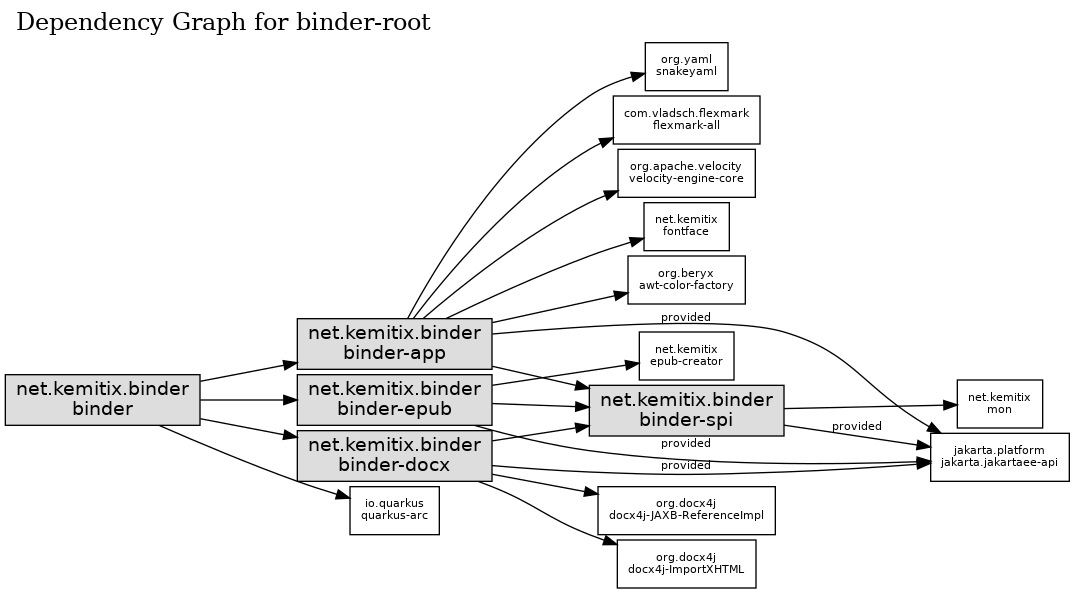 Dependency Graph for binder-root
org.yaml
snakeyaml
com.vladsch.flexmark
flexmark-all
org.apache.velocity
velocity-engine-core
net.kemitix
fontface
org.beryx
awt-color-factory
provided
net.kemitix.binder
binder-app
net.kemitix
epub-creator
net.kemitix.binder
binder
net.kemitix.binder
binder-epub
net.kemitix.binder
binder-spi
net.kemitix
mon
provided
provided
net.kemitix.binder
binder-docx
provided
jakarta.platform
jakarta.jakartaee-api
io.quarkus
quarkus-arc
org.docx4j
docx4j-JAXB-ReferenceImpl
org.docx4j
docx4j-ImportXHTML